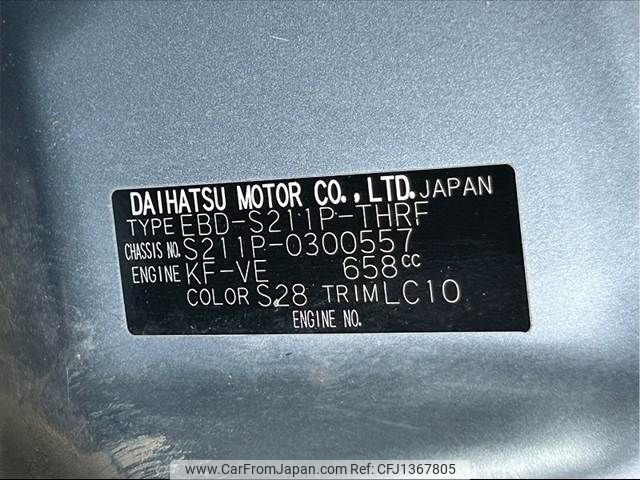 DAIHATSU MOTOR CO.,LTD. JAPAN
TYPE EBD-S211P-THRF
CHASSIS NO. S211P-0300557
ENGINE KF-VE 658CC
COLOR S28 TRIM LC10
ENGINE NO.
www.CarFromJapan.com CFJ1367805